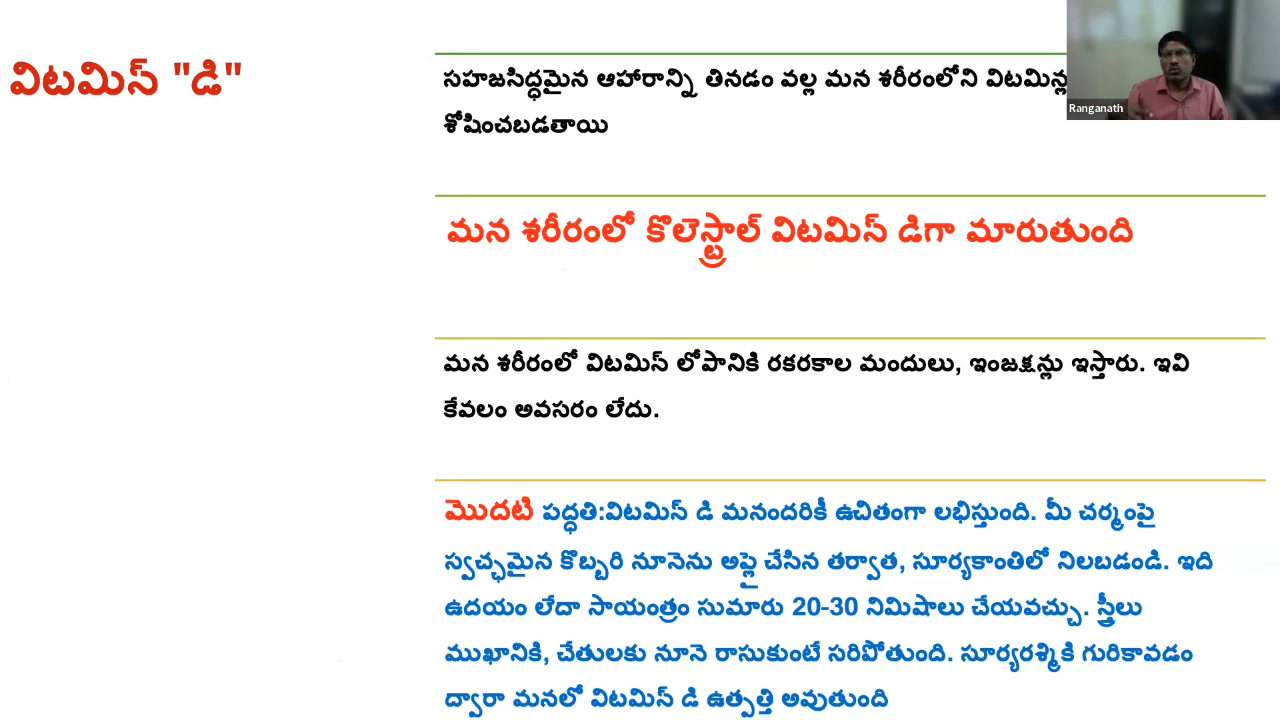 విటమిన్ "డి"
సహజసిద్ధమైన ఆహారాన్ని తినడం వల్ల మన శరీరంలోని విటమిన్లు
శోషించబడతాయి
Ranganath
మన శరీరంలో కొలెస్ట్రాల్ విటమిన్ డిగా మారుతుంది
మన శరీరంలో విటమిన్ లోపానికి రకరకాల మందులు, ఇంజక్షన్లు ఇస్తారు. ఇవి
కేవలం అవసరం లేదు.
మొదటి పద్ధతి:విటమిన్ డి మనందరికీ ఉచితంగా లభిస్తుంది. మీ చర్మంపై
స్వచ్ఛమైన కొబ్బరి నూనెను అప్లై చేసిన తర్వాత, సూర్యకాంతిలో నిలబడండి. ఇది
ఉదయం లేదా సాయంత్రం సుమారు 20-30 నిమిషాలు చేయవచ్చు. స్త్రీలు
ముఖానికి, చేతులకు నూనె రాసుకుంటే సరిపోతుంది. సూర్యరశ్మికి గురికావడం
ద్వారా మనలో విటమిన్ డి ఉత్పత్తి అవుతుంది